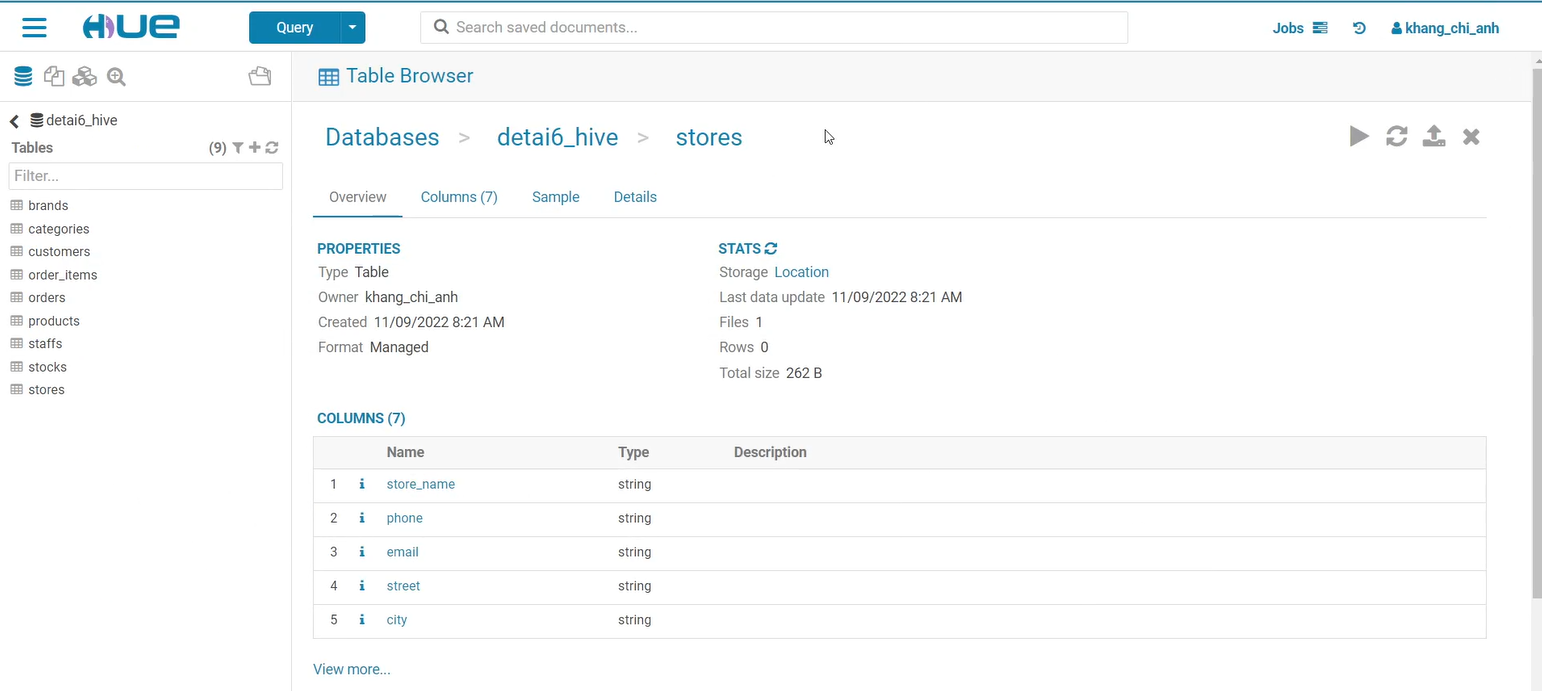 HUE Query Search saved documents... Jobs khang_chi_anh
Table Browser
detai6_hive
Tables (9)
Filter...
brands
categories
customers
order_items
orders
products
staffs
stocks
stores
Databases > detai6_hive > stores
Overview Columns (7) Sample Details
PROPERTIES
Type Table
Owner khang_chi_anh
Created 11/09/2022 8:21 AM
Format Managed
STATS
Storage Location
Last data update 11/09/2022 8:21 AM
Files 1
Rows 0
Total size 262 B
COLUMNS (7)
Name Type Description
1 i store_name string
2 i phone string
3 i email string
4 i street string
5 i city string
View more...